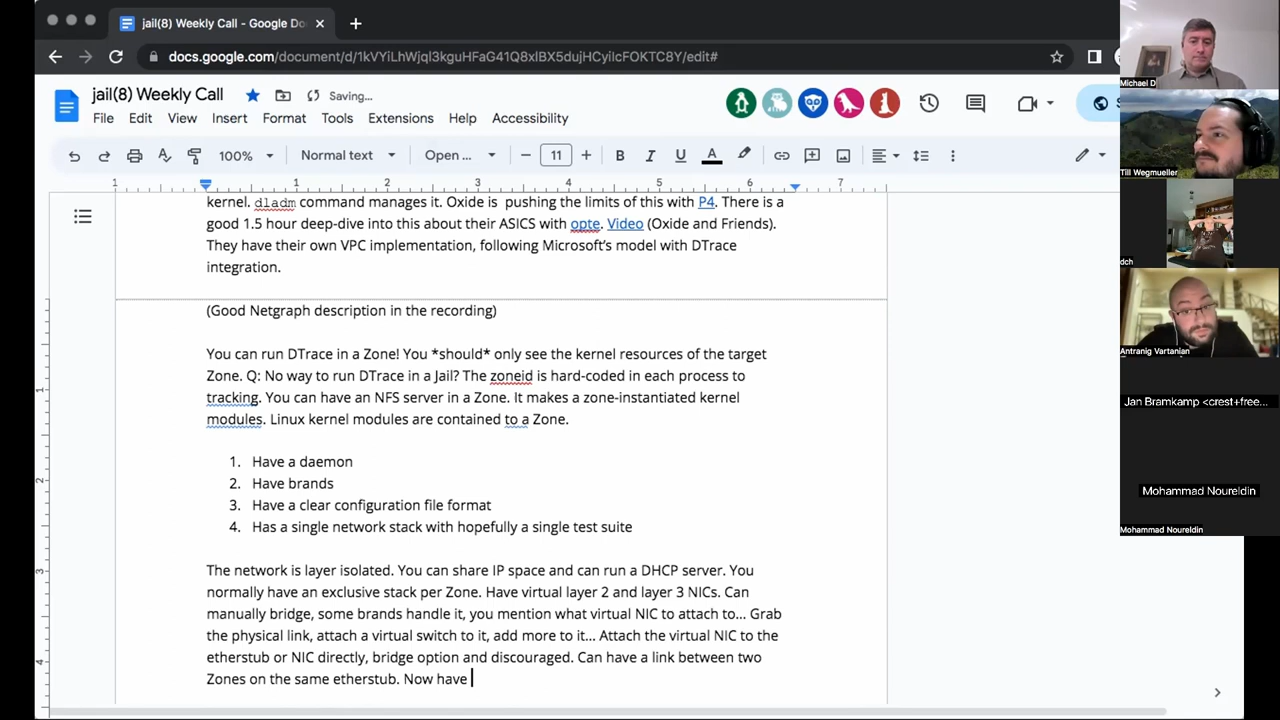 jail(8) Weekly Call - Google Do
docs.google.com/document/d/1kVYiLhWjql3kguHFaG41Q8xIBX5dujHCyiIcFOKTC8Y/edit#
jail(8) Weekly Call
Saving...
File Edit View Insert Format Tools Extensions Help Accessibility
100% Normal text Open ... 11 B I U A
1 1 2 3 4 5 6 7
kernel. dladm command manages it. Oxide is pushing the limits of this with P4. There is a
good 1.5 hour deep-dive into this about their ASICS with opte. Video (Oxide and Friends).
They have their own VPC implementation, following Microsoft's model with DTrace
integration.
(Good Netgraph description in the recording)
You can run DTrace in a Zone! You *should* only see the kernel resources of the target
Zone. Q: No way to run DTrace in a Jail? The zoneid is hard-coded in each process to
tracking. You can have an NFS server in a Zone. It makes a zone-instantiated kernel
modules. Linux kernel modules are contained to a Zone.
1. Have a daemon
2. Have brands
3. Have a clear configuration file format
4. Has a single network stack with hopefully a single test suite
The network is layer isolated. You can share IP space and can run a DHCP server. You
normally have an exclusive stack per Zone. Have virtual layer 2 and layer 3 NICs. Can
manually bridge, some brands handle it, you mention what virtual NIC to attach to... Grab
the physical link, attach a virtual switch to it, add more to it... Attach the virtual NIC to the
etherstub or NIC directly, bridge option and discouraged. Can have a link between two
Zones on the same etherstub. Now have
1
2
3
4
Michael D
Till Wegmueller
dch
Antranig Vartanian
Jan Bramkamp <crest+free...
Mohammad Noureldin
Mohammad Noureldin